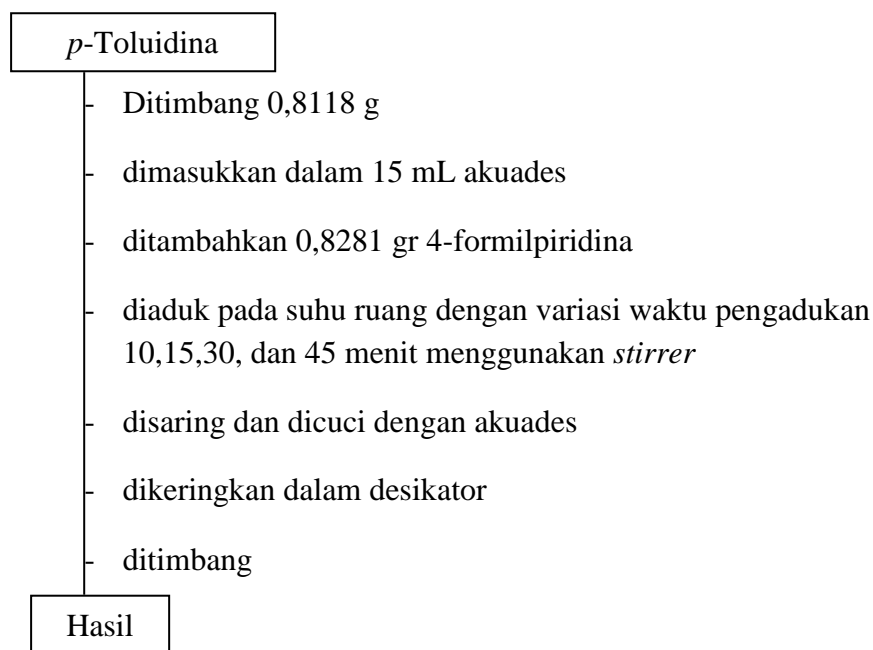 p-Toluidina
- Ditimbang 0,8118 g
- dimasukkan dalam 15 mL akuades
- ditambahkan 0,8281 gr 4-formilpiridina
- diaduk pada suhu ruang dengan variasi waktu pengadukan
10,15,30, dan 45 menit menggunakan stirrer
- disaring dan dicuci dengan akuades
- dikeringkan dalam desikator
- ditimbang
Hasil